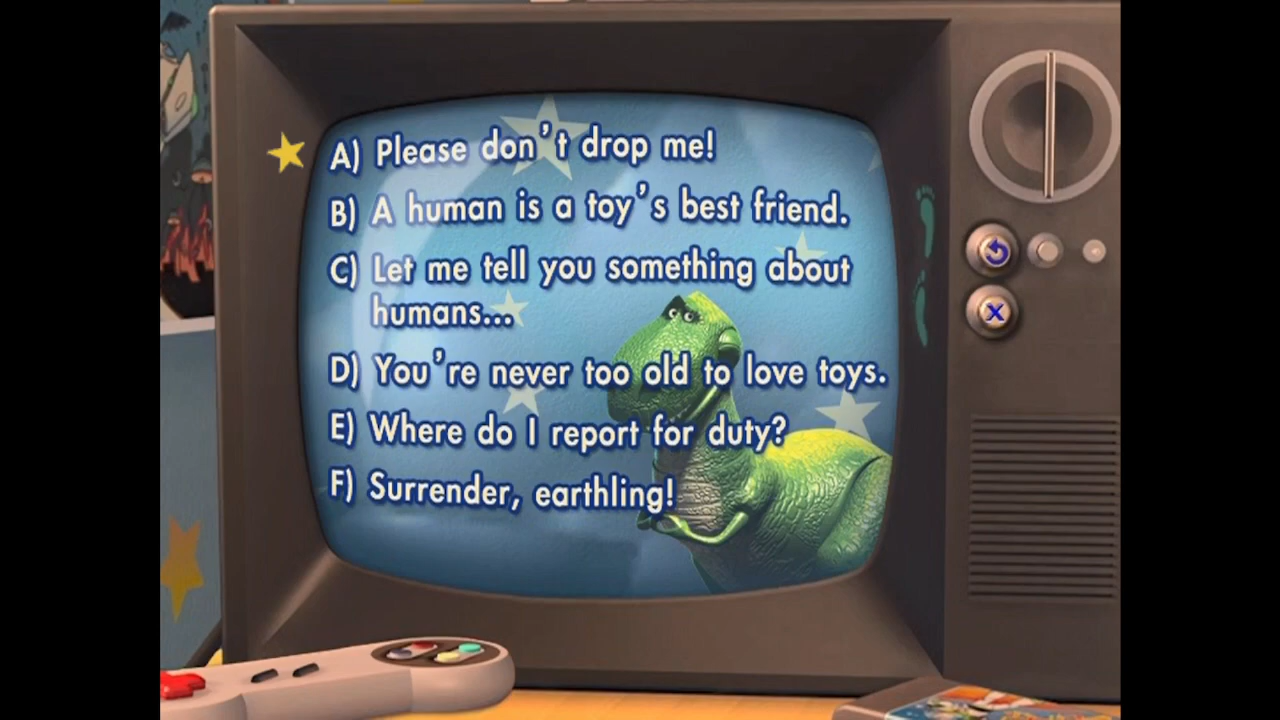 A) Please don't drop me!
B) A human is a toy's best friend.
C) Let me tell you something about
humans...
D) You're never too old to love toys.
E) Where do I report for duty?
F) Surrender, earthling!
X